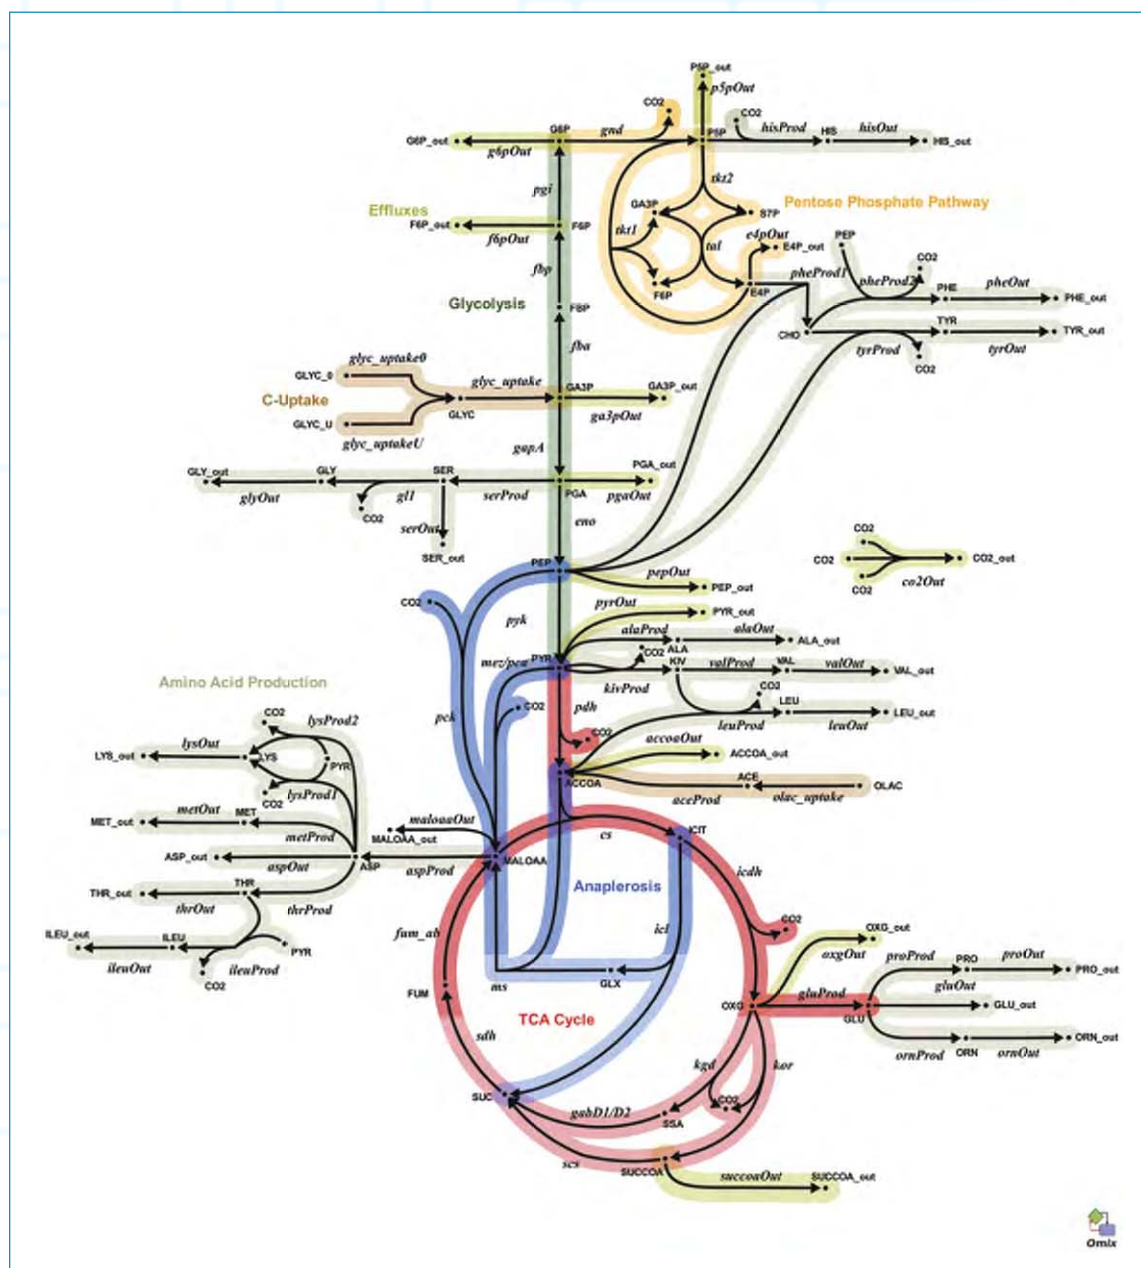 P5P_out
p5pOut
CO2
CO2
G6P_out
g6pOut
G6P
gnd
P5P
hisProd
HIS
hisOut
HIS_out
pgi
tkt2
Effluxes
GA3P
S7P
Pentose Phosphate Pathway
F6P_out
f6pOut
F6P
tkt1
tal
e4pOut
E4P_out
PEP
fbp
CO2
pheProd1
pheProd2
PHE
pheOut
PHE_out
F6P
E4P
Glycolysis
FBP
CHO
TYR
TYR_out
tyrProd
tyrOut
CO2
fba
glyc_uptake0
GLYC_0
glyc_uptake
GA3P
GA3P_out
C-Uptake
GLYC
ga3pOut
GLYC_U
glyc_uptakeU
gapA
GLY_out
GLY
SER
PGA_out
glyOut
gl1
serProd
PGA
pgaOut
CO2
serOut
eno
SER_out
CO2
CO2
CO2_out
co2Out
CO2
PEP
pepOut
PEP_out
CO2
pyrOut
PYR_out
pyk
alaProd
alaOut
ALA_out
mez/pca
PYR
CO2
ALA
KIV
valProd
VAL
valOut
VAL_out
kivProd
Amino Acid Production
CO2
CO2
pck
pdh
LEU
LEU_out
leuProd
leuOut
CO2
lysProd2
CO2
accoaOut
ACCOA_out
LYS_out
lysOut
LYS
PYR
ACCOA
ACE
OLAC
aceProd
olac_uptake
CO2
lysProd1
metOut
MET
MET_out
maloaaOut
MALOAA_out
metProd
cs
ICIT
ASP_out
aspOut
ASP
aspProd
MALOAA
icdh
Anaplerosis
THR
THR_out
thrOut
thrProd
CO2
fum_ab
icl
ILEU_out
ILEU
OXG_out
ileuOut
ileuProd
PYR
oxgOut
CO2
proProd
PRO
proOut
PRO_out
ms
GLX
gluOut
FUM
gluProd
OXG
GLU
GLU_out
TCA Cycle
sdh
ORN_out
ornProd
ORN
ornOut
kgd
kor
SUC
CO2
gabD1/D2
SSA
scs
SUCCOA
succoaOut
SUCCOA_out
Omix